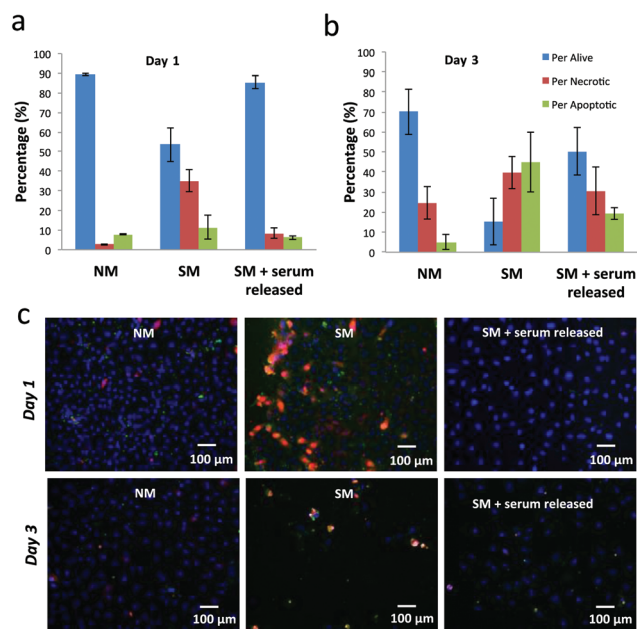 a
Day 1
Percentage (%)
100
90
80
70
60
50
40
30
20
10
0
NM
SM
SM + serum
released
b
Day 3
Per Alive
Per Necrotic
Per Apoptotic
Percentage (%)
100
90
80
70
60
50
40
30
20
10
0
NM
SM
SM + serum
released
c
Day 1
NM
100 µm
SM
100 µm
SM + serum released
100 µm
Day 3
NM
100 µm
SM
100 µm
SM + serum released
100 µm